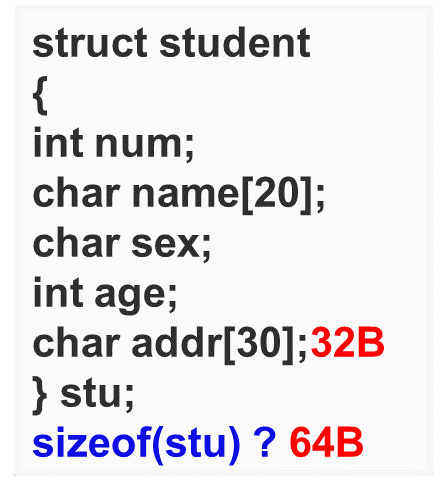 struct student
{
int num;
char name[20];
char sex;
int age;
char addr[30];32B
} stu;
sizeof(stu) ? 64B